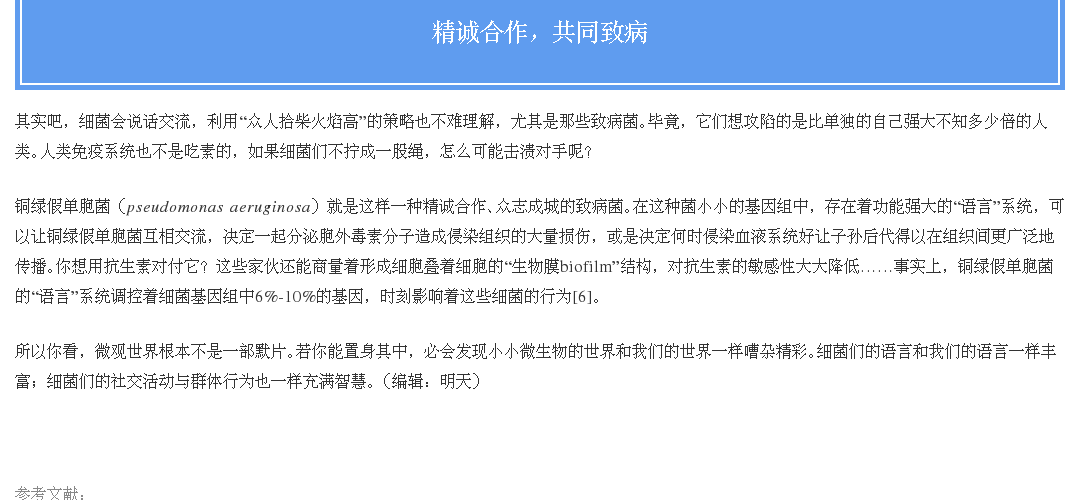 精诚合作，共同致病
其实吧，细菌会说话交流，利用“众人拾柴火焰高”的策略也不难理解，尤其是那些致病菌。毕竟，它们想攻陷的是比单独的自己强大不知多少倍的人
类。人类免疫系统也不是吃素的，如果细菌们不拧成一股绳，怎么可能击溃对手呢？
铜绿假单胞菌（pseudomonas aeruginosa）就是这样一种精诚合作、众志成城的致病菌。在这种菌小小的基因组中，存在着功能强大的“语言”系统，可
以让铜绿假单胞菌互相交流，决定一起分泌胞外毒素分子造成侵染组织的大量损伤，或是决定何时侵染血液系统好让子孙后代得以在组织间更广泛地
传播。你想用抗生素对付它？这些家伙还能商量着形成细胞叠着细胞的“生物膜biofilm”结构，对抗生素的敏感性大大降低……事实上，铜绿假单胞菌
的“语言”系统调控着细菌基因组中6%-10%的基因，时刻影响着这些细菌的行为[6]。
所以你看，微观世界根本不是一部默片。若你能置身其中，必会发现小小微生物的世界和我们的世界一样嘈杂精彩。细菌们的语言和我们的语言一样丰
富；细菌们的社交活动与群体行为也一样充满智慧。（编辑：明天）
参考文献：